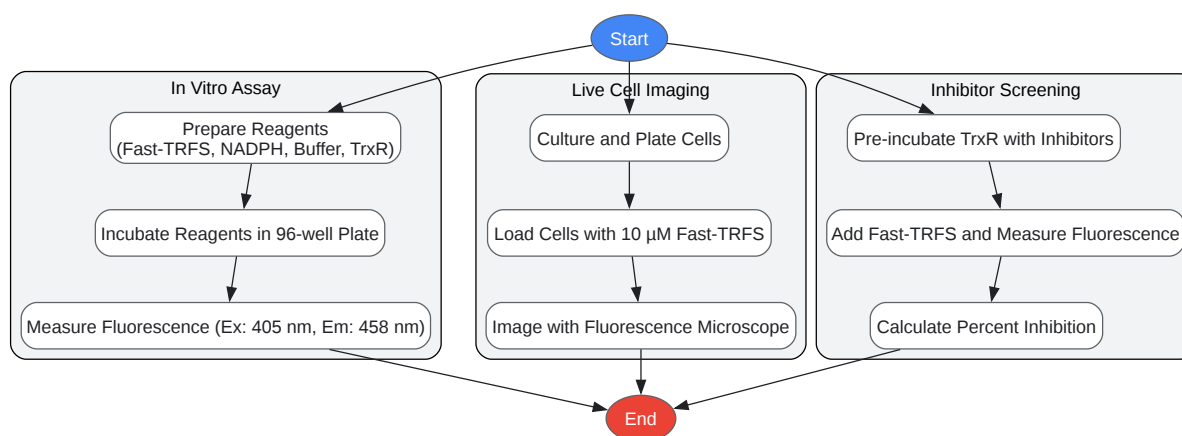 Start
In Vitro Assay
Prepare Reagents
(Fast-TRFS, NADPH, Buffer, TrxR)
Incubate Reagents in 96-well Plate
Measure Fluorescence (Ex: 405 nm, Em: 458 nm)
Live Cell Imaging
Culture and Plate Cells
Load Cells with 10 µM Fast-TRFS
Image with Fluorescence Microscope
Inhibitor Screening
Pre-incubate TrxR with Inhibitors
Add Fast-TRFS and Measure Fluorescence
Calculate Percent Inhibition
End